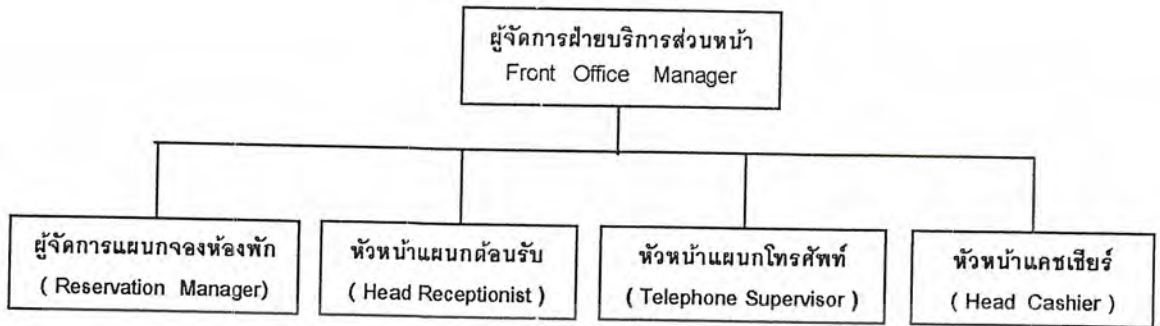 ผู้จัดการฝ่ายบริการส่วนหน้า
Front Office Manager
ผู้จัดการแผนกจองห้องพัก
( Reservation Manager)
หัวหน้าแผนกต้อนรับ
( Head Receptionist )
หัวหน้าแผนกโทรศัพท์
( Telephone Supervisor )
หัวหน้าแคชเชียร์
( Head Cashier )